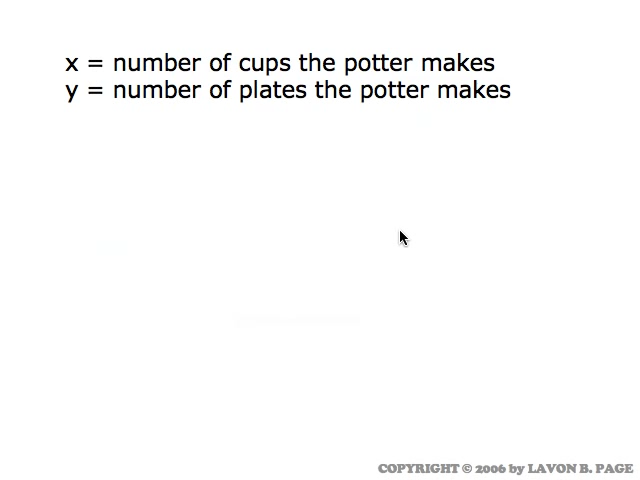 x = number of cups the potter makes
y = number of plates the potter makes
COPYRIGHT © 2006 by LAVON B. PAGE